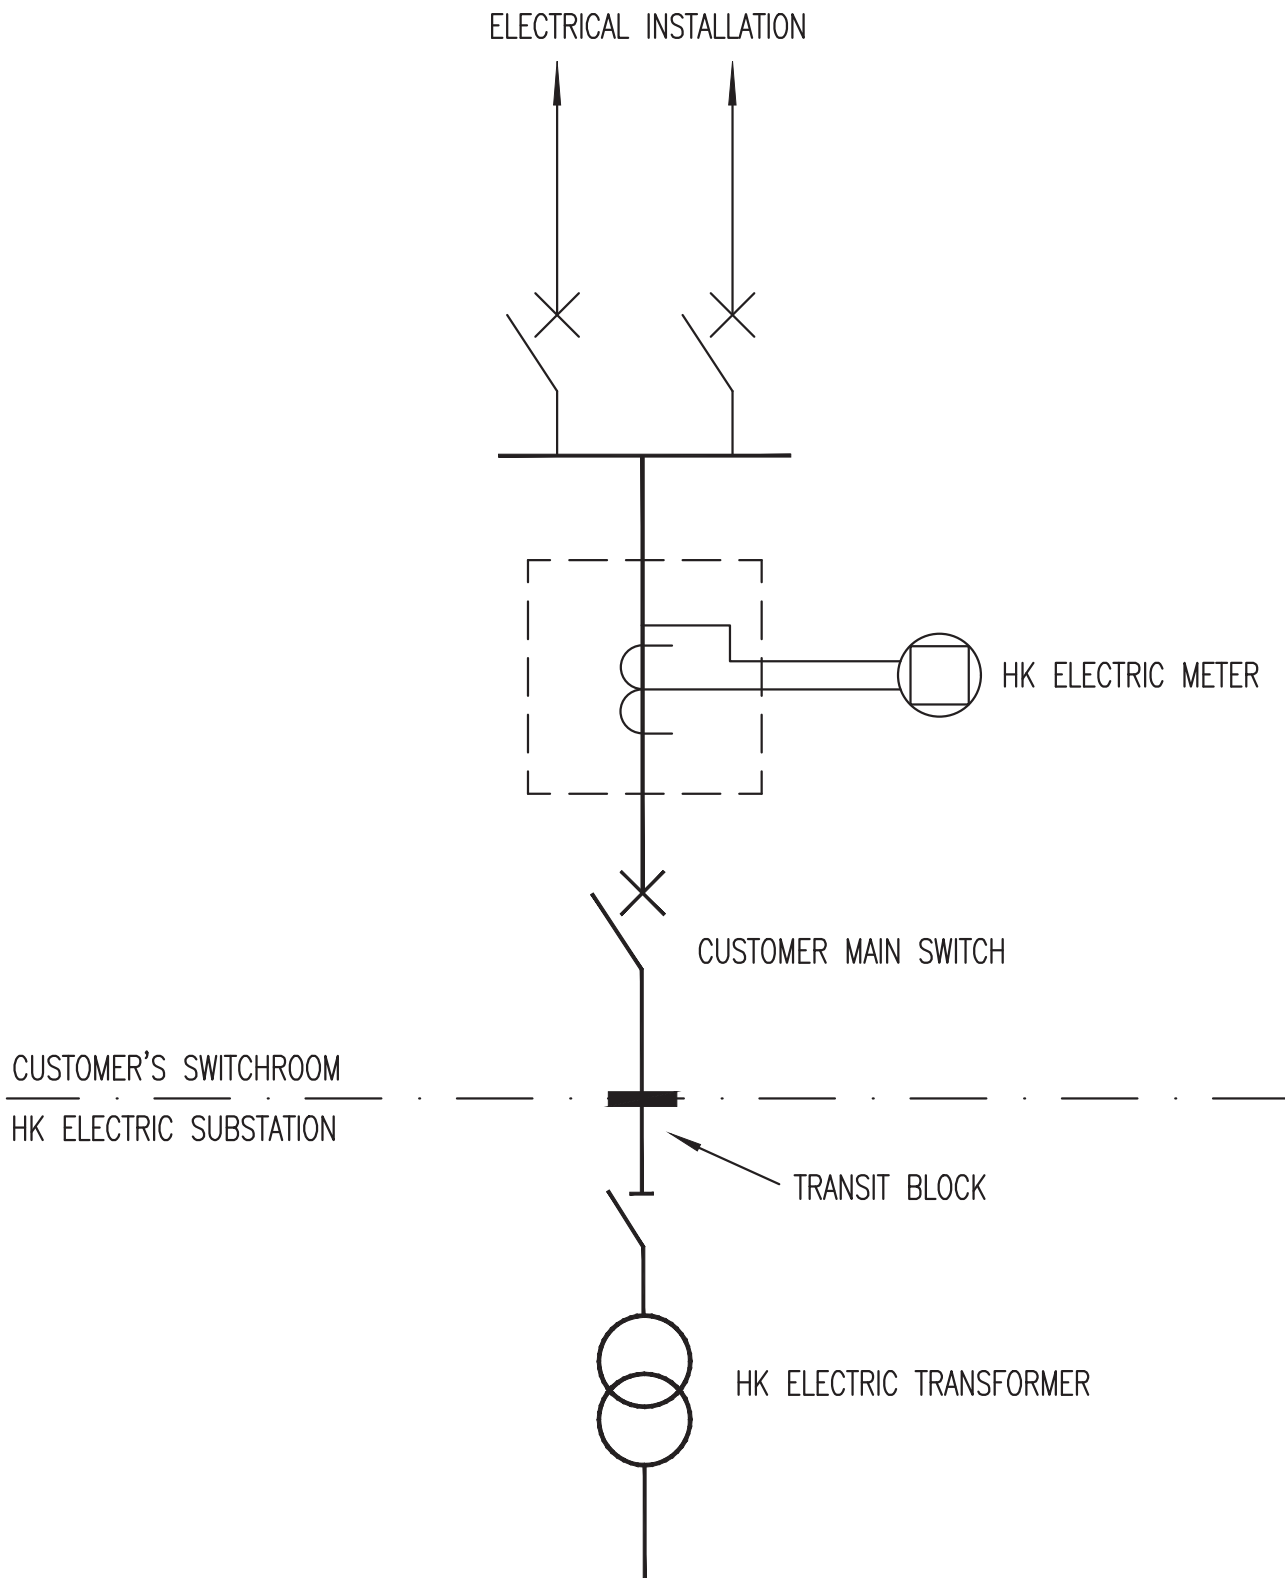 ELECTRICAL INSTALLATION
HK ELECTRIC METER
CUSTOMER MAIN SWITCH
CUSTOMER'S SWITCHROOM
HK ELECTRIC SUBSTATION
TRANSIT BLOCK
HK ELECTRIC TRANSFORMER